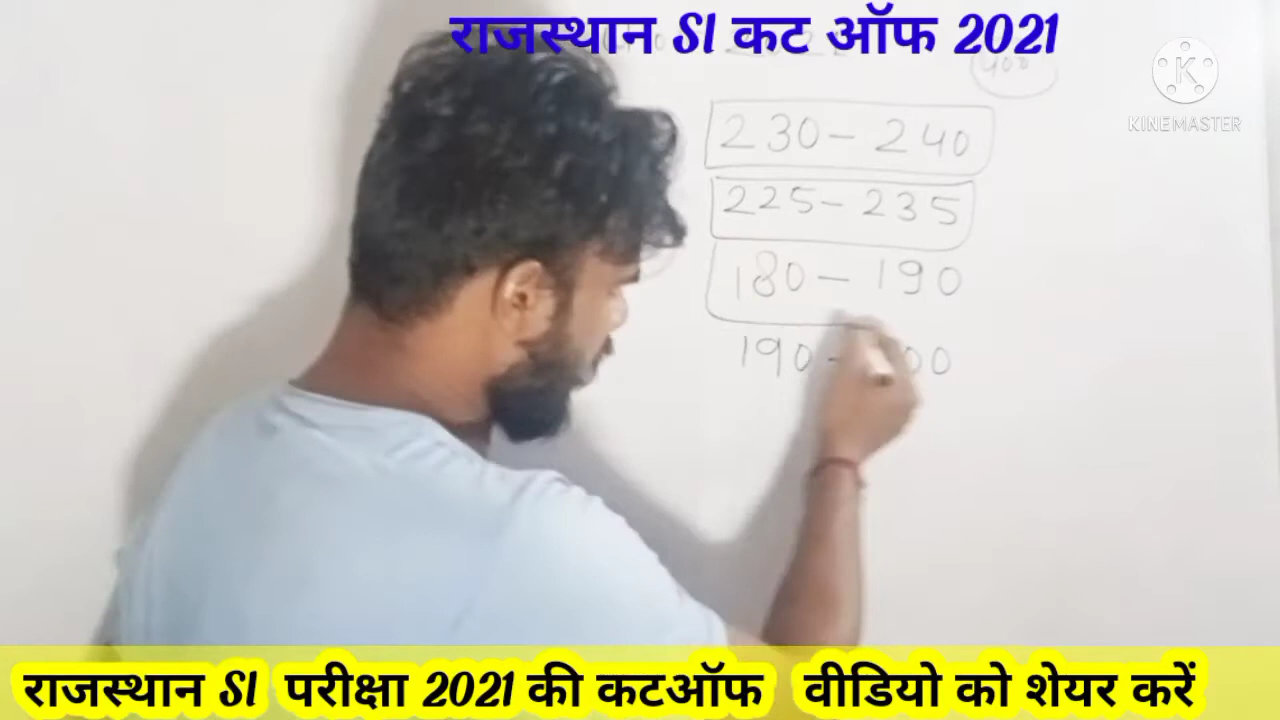 राजस्थान SI कट ऑफ 2021
KINEMASTER
230 - 240
225 - 235
180 - 190
राजस्थान SI परीक्षा 2021 की कटऑफ वीडियो को शेयर करें